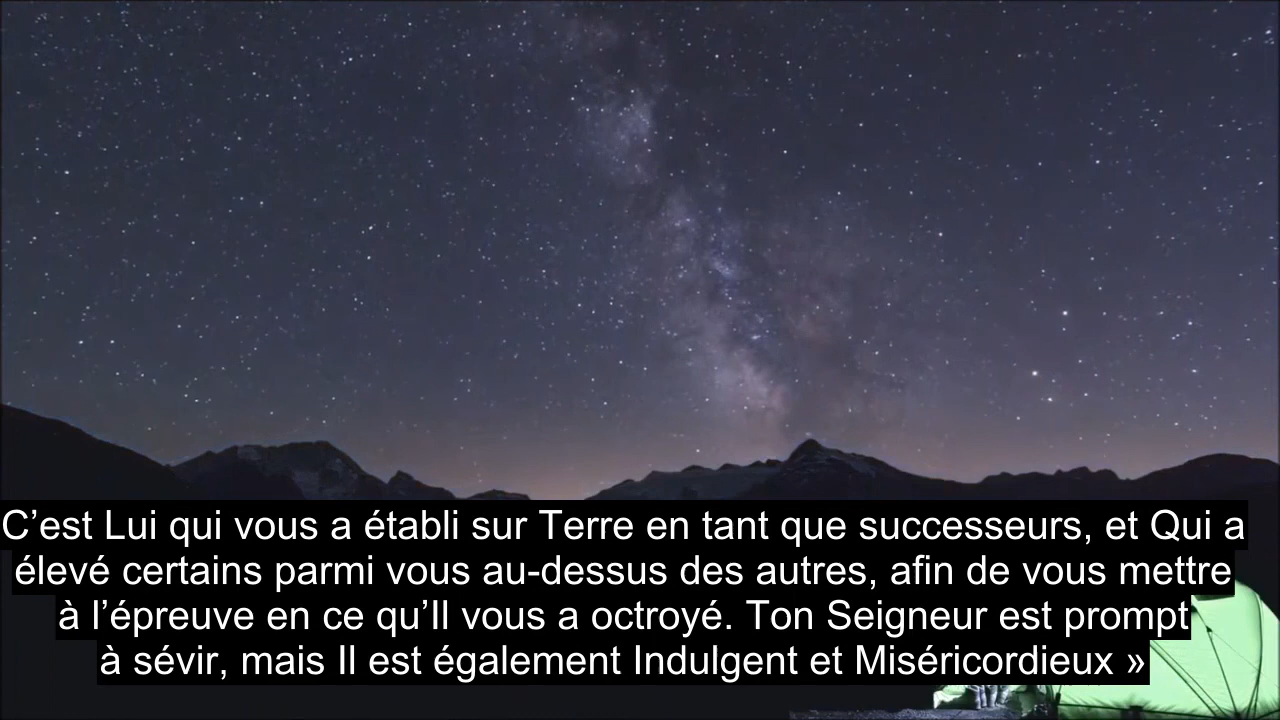 C’est Lui qui vous a établi sur Terre en tant que successeurs, et Qui a
élevé certains parmi vous au-dessus des autres, afin de vous mettre
à l’épreuve en ce qu’Il vous a octroyé. Ton Seigneur est prompt
à sévir, mais Il est également Indulgent et Miséricordieux »